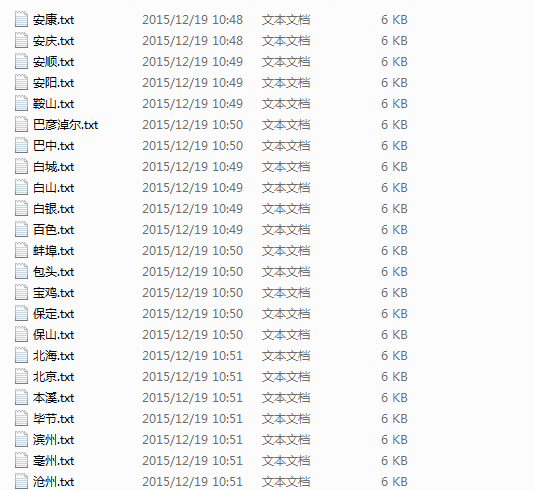 安康.txt 2015/12/19 10:48 文本文档 6 KB
安庆.txt 2015/12/19 10:48 文本文档 6 KB
安顺.txt 2015/12/19 10:49 文本文档 6 KB
安阳.txt 2015/12/19 10:49 文本文档 6 KB
鞍山.txt 2015/12/19 10:49 文本文档 6 KB
巴彦淖尔.txt 2015/12/19 10:50 文本文档 6 KB
巴中.txt 2015/12/19 10:50 文本文档 6 KB
白城.txt 2015/12/19 10:49 文本文档 6 KB
白山.txt 2015/12/19 10:49 文本文档 6 KB
白银.txt 2015/12/19 10:49 文本文档 6 KB
百色.txt 2015/12/19 10:49 文本文档 6 KB
蚌埠.txt 2015/12/19 10:50 文本文档 6 KB
包头.txt 2015/12/19 10:50 文本文档 6 KB
宝鸡.txt 2015/12/19 10:50 文本文档 6 KB
保定.txt 2015/12/19 10:50 文本文档 6 KB
保山.txt 2015/12/19 10:50 文本文档 6 KB
北海.txt 2015/12/19 10:51 文本文档 6 KB
北京.txt 2015/12/19 10:51 文本文档 6 KB
本溪.txt 2015/12/19 10:51 文本文档 6 KB
毕节.txt 2015/12/19 10:51 文本文档 6 KB
滨州.txt 2015/12/19 10:51 文本文档 6 KB
亳州.txt 2015/12/19 10:51 文本文档 6 KB
沧州.txt 2015/12/19 10:51 文本文档 6 KB